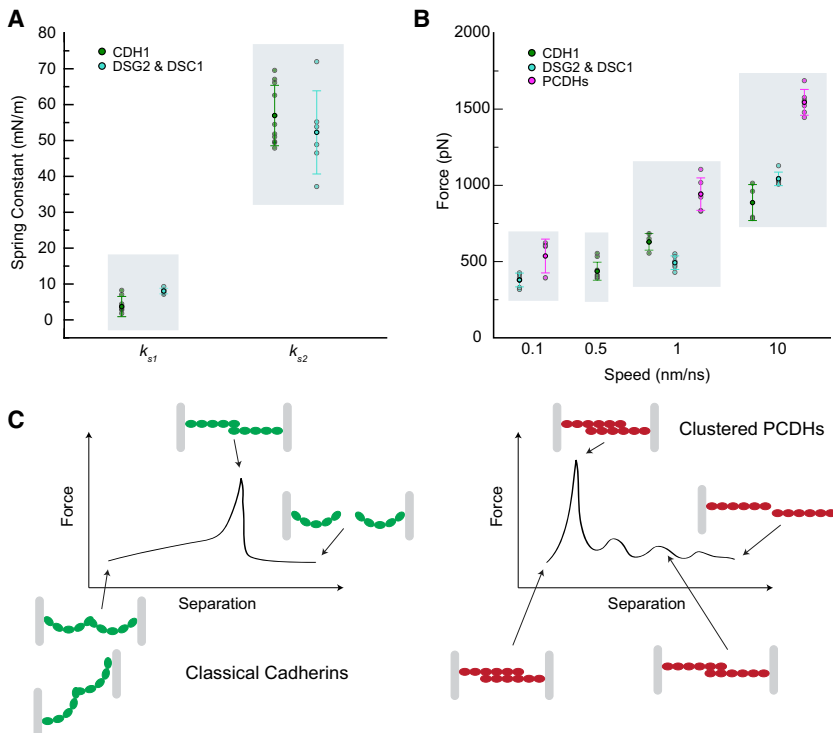 A
CDH1
DSG2 & DSC1
Spring Constant (mN/m)
80
70
60
50
40
30
20
10
0
k_s1
k_s2
B
CDH1
DSG2 & DSC1
PCDHs
Force (pN)
2000
1500
1000
500
0
0.1
0.5
1
10
Speed (nm/ns)
C
Force
Separation
Classical Cadherins
Clustered PCDHs
Force
Separation